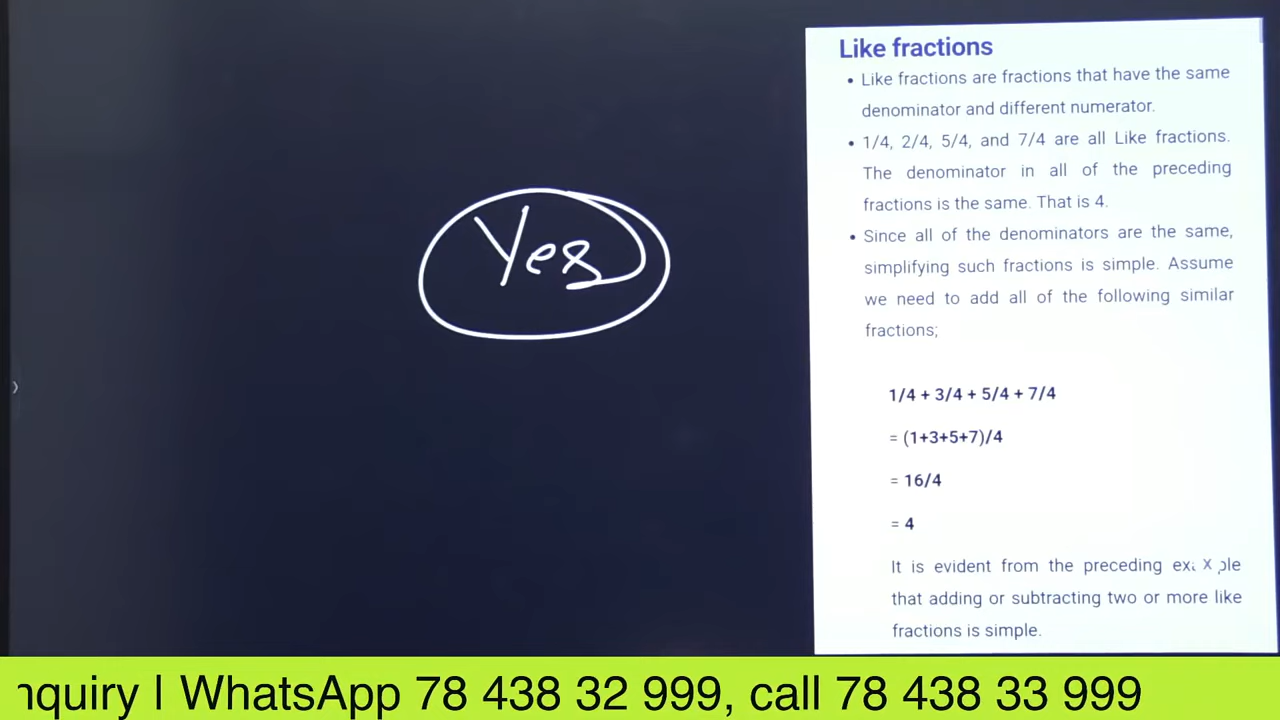 Yes
Like fractions
• Like fractions are fractions that have the same
denominator and different numerator.
• 1/4, 2/4, 5/4, and 7/4 are all Like fractions.
The denominator in all of the preceding
fractions is the same. That is 4.
• Since all of the denominators are the same,
simplifying such fractions is simple. Assume
we need to add all of the following similar
fractions;
1/4 + 3/4 + 5/4 + 7/4
= (1+3+5+7)/4
= 16/4
= 4
It is evident from the preceding
that adding or subtracting two or more like
fractions is simple.
nquiry I WhatsApp 78 438 32 999, call 78 438 33 999